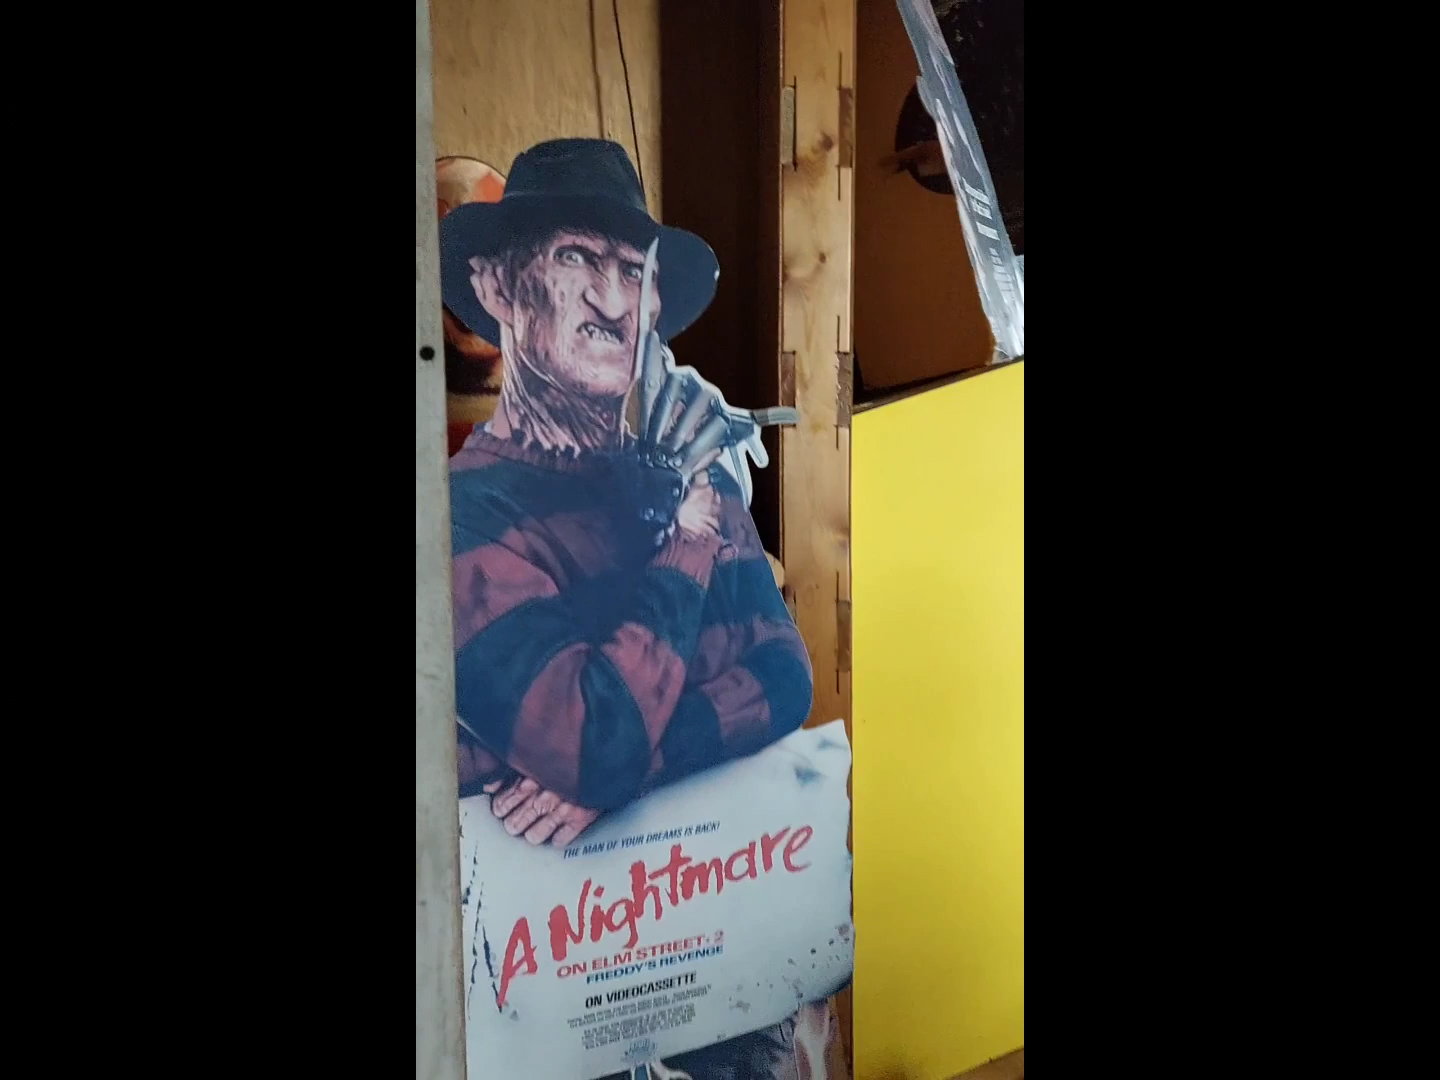 THE MAN OF YOUR DREAMS IS BACK!
A NIGHTMARE
ON ELM STREET • 2
FREDDY'S REVENGE
ON VIDEOCASSETTE